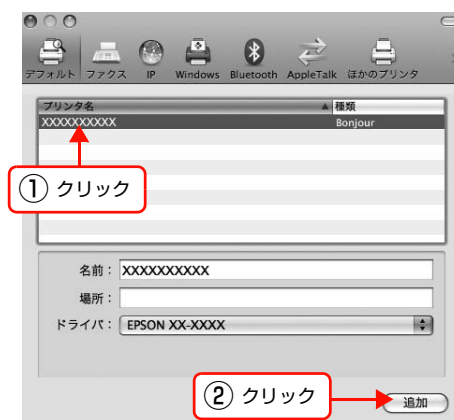 デフォルト ファクス IP Windows Bluetooth AppleTalk ほかのプリンタ
プリンタ名 種類
XXXXXXXXXX Bonjour
① クリック
名前： XXXXXXXXXX
場所：
ドライバ： EPSON XX-XXXX
② クリック
追加